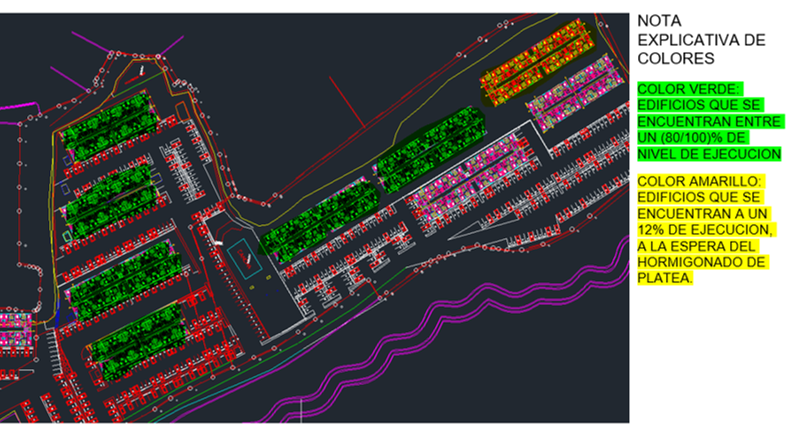 NOTA
EXPLICATIVA DE
COLORES
COLOR VERDE:
EDIFICIOS QUE SE
ENCUENTRAN ENTRE
UN (80/100)% DE
NIVEL DE EJECUCION
COLOR AMARILLO:
EDIFICIOS QUE SE
ENCUENTRAN A UN
12% DE EJECUCION,
A LA ESPERA DEL
HORMIGONADO DE
PLATEA.